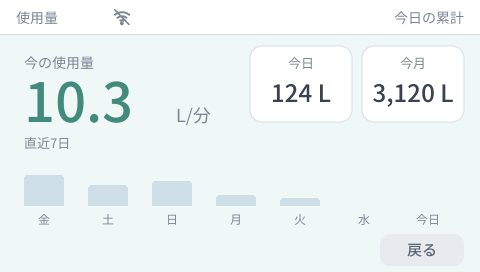 使用量
今日の累計
今の使用量
10.3 L/分
今日
124 L
今月
3,120 L
直近7日
金 土 日 月 火 水 今日
戻る